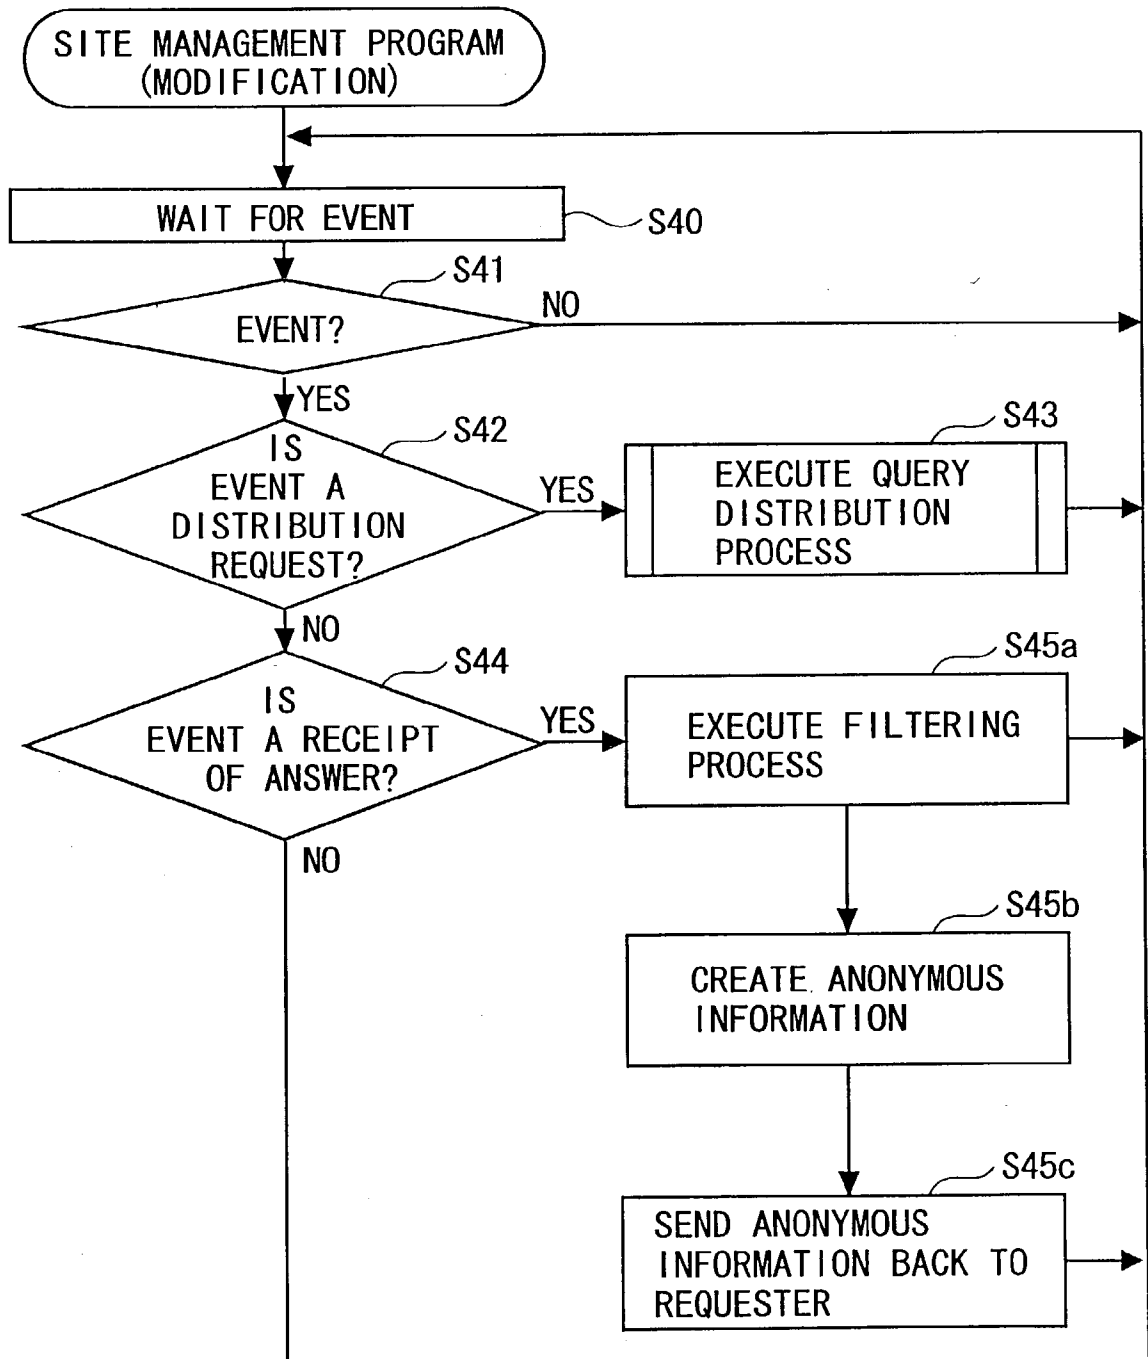 SITE MANAGEMENT PROGRAM
(MODIFICATION)
WAIT FOR EVENT
S40
S41
EVENT?
NO
YES
S42
IS
EVENT A
DISTRIBUTION
REQUEST?
YES
S43
EXECUTE QUERY
DISTRIBUTION
PROCESS
NO
S44
IS
EVENT A RECEIPT
OF ANSWER?
YES
S45a
EXECUTE FILTERING
PROCESS
NO
S45b
CREATE ANONYMOUS
INFORMATION
S45c
SEND ANONYMOUS
INFORMATION BACK TO
REQUESTER